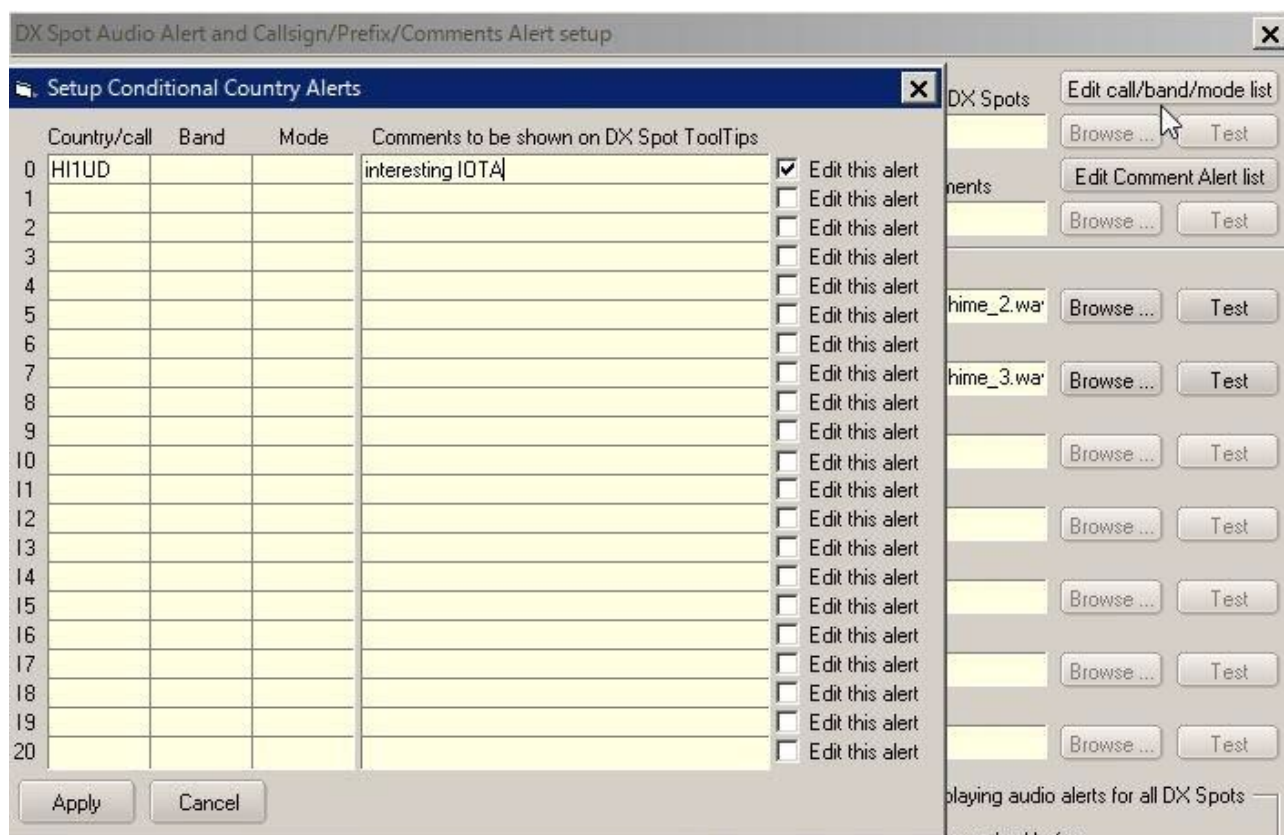 DX Spot Audio Alert and Callsign/Prefix/Comments Alert setup
Setup Conditional Country Alerts
Country/call Band Mode Comments to be shown on DX Spot ToolTips
0 HI1UD interesting IOTA Edit this alert
1 Edit this alert
2 Edit this alert
3 Edit this alert
4 Edit this alert
5 Edit this alert
6 Edit this alert
7 Edit this alert
8 Edit this alert
9 Edit this alert
10 Edit this alert
11 Edit this alert
12 Edit this alert
13 Edit this alert
14 Edit this alert
15 Edit this alert
16 Edit this alert
17 Edit this alert
18 Edit this alert
19 Edit this alert
20 Edit this alert
Apply Cancel
DX Spots Edit call/band/mode list
Browse ... Test
ments Edit Comment Alert list
Browse ... Test
hime_2.wa Browse ... Test
hime_3.wa Browse ... Test
Browse ... Test
Browse ... Test
Browse ... Test
Browse ... Test
Browse ... Test
playing audio alerts for all DX Spots